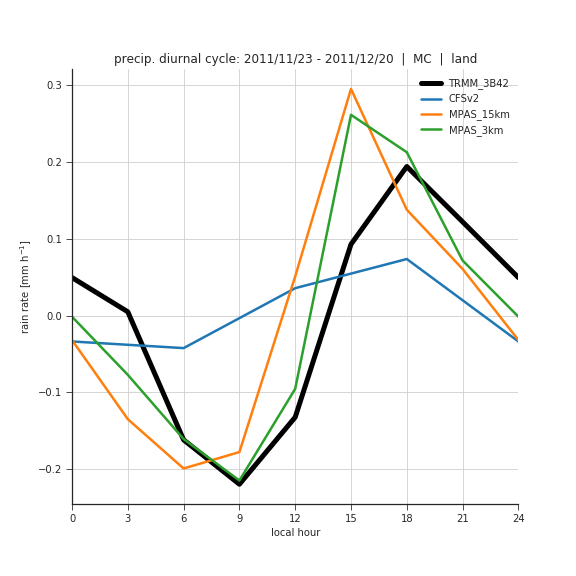 precip. diurnal cycle: 2011/11/23 - 2011/12/20 | MC | land
TRMM_3B42
CFSv2
MPAS_15km
MPAS_3km
rain rate [mm h⁻¹]
0.3
0.2
0.1
0.0
−0.1
−0.2
0 3 6 9 12 15 18 21 24
local hour